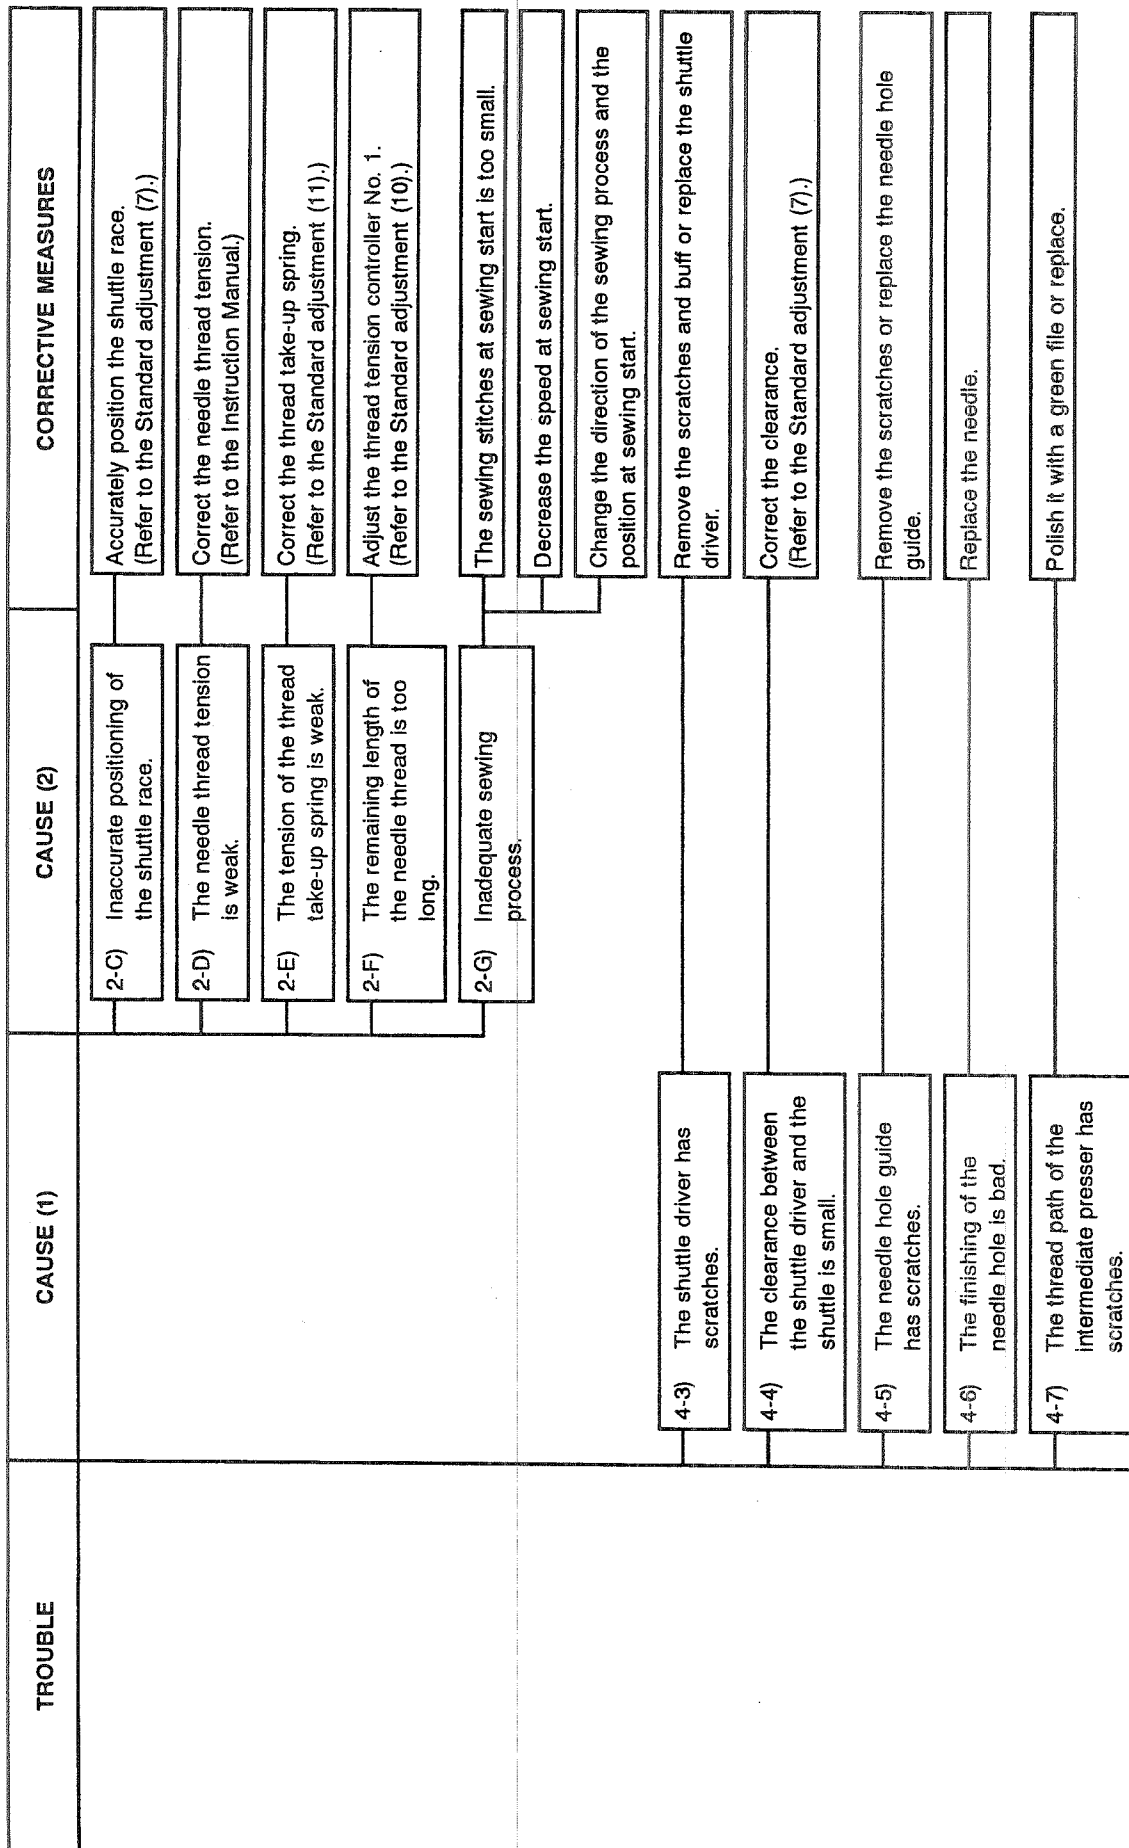 TROUBLE
CAUSE (1)
CAUSE (2)
CORRECTIVE MEASURES
2-C) Inaccurate positioning of
the shuttle race.
Accurately position the shuttle race.
(Refer to the Standard adjustment (7).)
2-D) The needle thread tension
is weak.
Correct the needle thread tension.
(Refer to the Instruction Manual.)
2-E) The tension of the thread
take-up spring is weak.
Correct the thread take-up spring.
(Refer to the Standard adjustment (11).)
2-F) The remaining length of
the needle thread is too
long.
Adjust the thread tension controller No. 1.
(Refer to the Standard adjustment (10).)
2-G) Inadequate sewing
process.
The sewing stitches at sewing start is too small.
Decrease the speed at sewing start.
Change the direction of the sewing process and the
position at sewing start.
4-3) The shuttle driver has
scratches.
Remove the scratches and buff or replace the shuttle
driver.
4-4) The clearance between
the shuttle driver and the
shuttle is small.
Correct the clearance.
(Refer to the Standard adjustment (7).)
4-5) The needle hole guide
has scratches.
Remove the scratches or replace the needle hole
guide.
4-6) The finishing of the
needle hole is bad.
Replace the needle.
4-7) The thread path of the
intermediate presser has
scratches.
Polish it with a green file or replace.